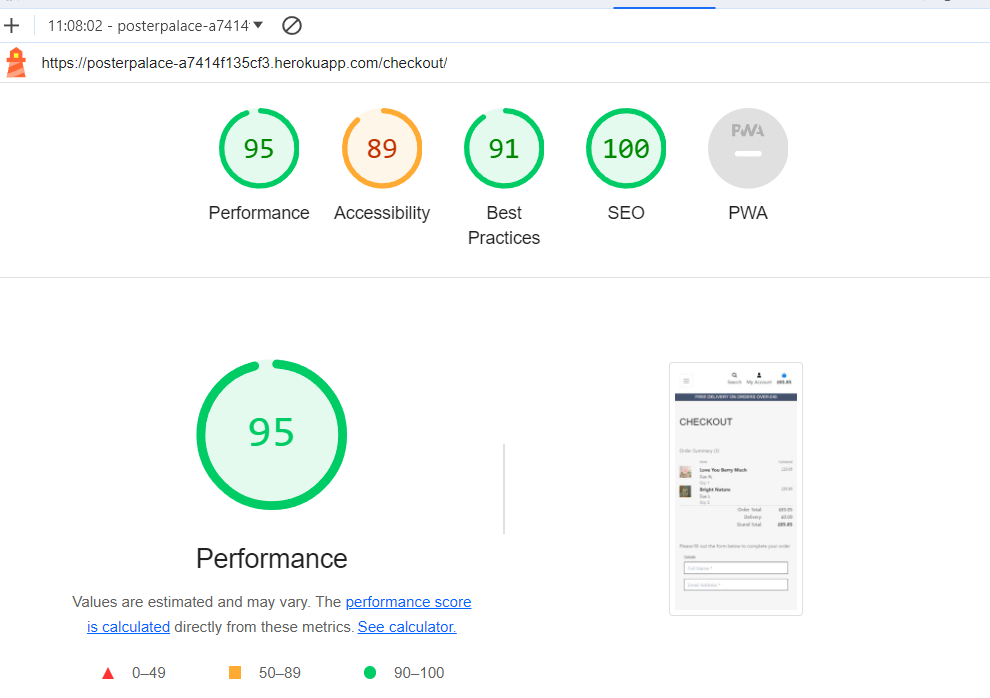 11:08:02 - posterpalace-a7414
https://posterpalace-a7414f135cf3.herokuapp.com/checkout/
95 89 91 100 PWA
Performance Accessibility Best Practices SEO PWA
95
Performance
Values are estimated and may vary. The performance score
is calculated directly from these metrics. See calculator.
0–49 50–89 90–100
Search My Account
FREE DELIVERY ON ORDERS OVER
CHECKOUT
Order Summary (3)
Love You Berry Much
Bright Nature
Order Total
Delivery
Grand Total
Please fill out the form below to complete your order
Full Name *
Email Address *